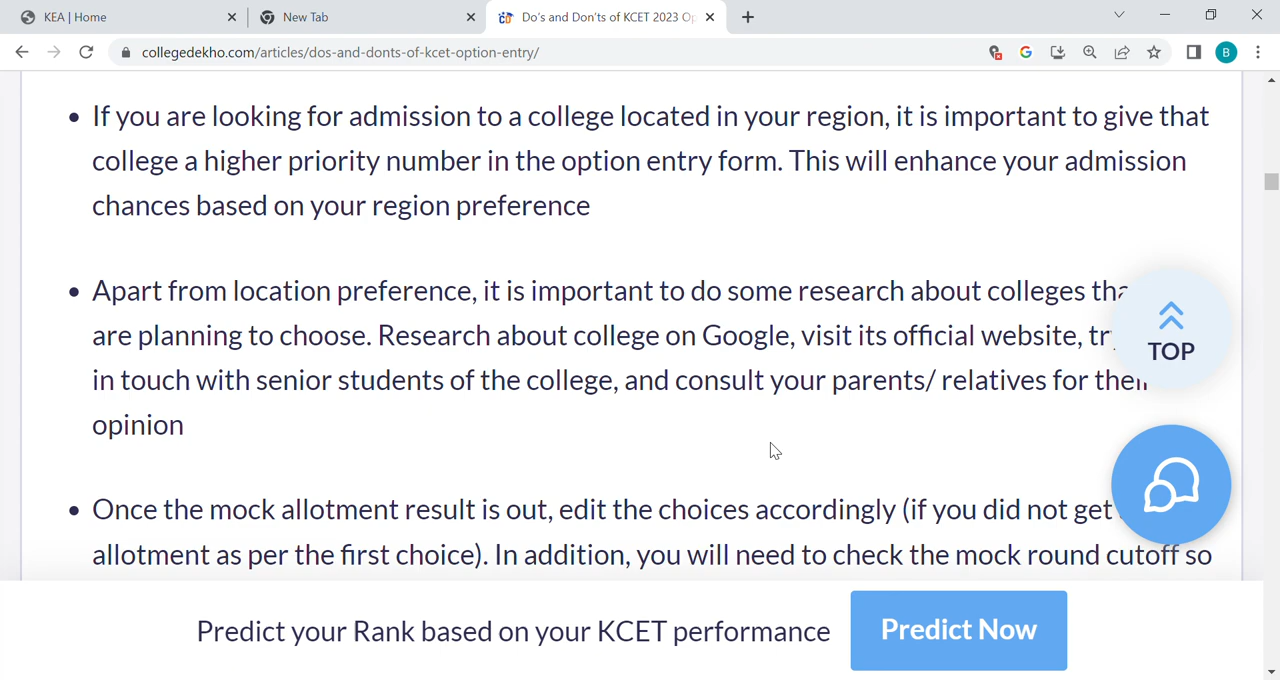 KEA | Home
New Tab
Do's and Don'ts of KCET 2023 Op
collegedekho.com/articles/dos-and-donts-of-kcet-option-entry/
B
• If you are looking for admission to a college located in your region, it is important to give that
college a higher priority number in the option entry form. This will enhance your admission
chances based on your region preference
• Apart from location preference, it is important to do some research about colleges
are planning to choose. Research about college on Google, visit its official website,
in touch with senior students of the college, and consult your parents/ relatives for their
opinion
TOP
• Once the mock allotment result is out, edit the choices accordingly (if you did not get
allotment as per the first choice). In addition, you will need to check the mock round cutoff so
Predict your Rank based on your KCET performance
Predict Now